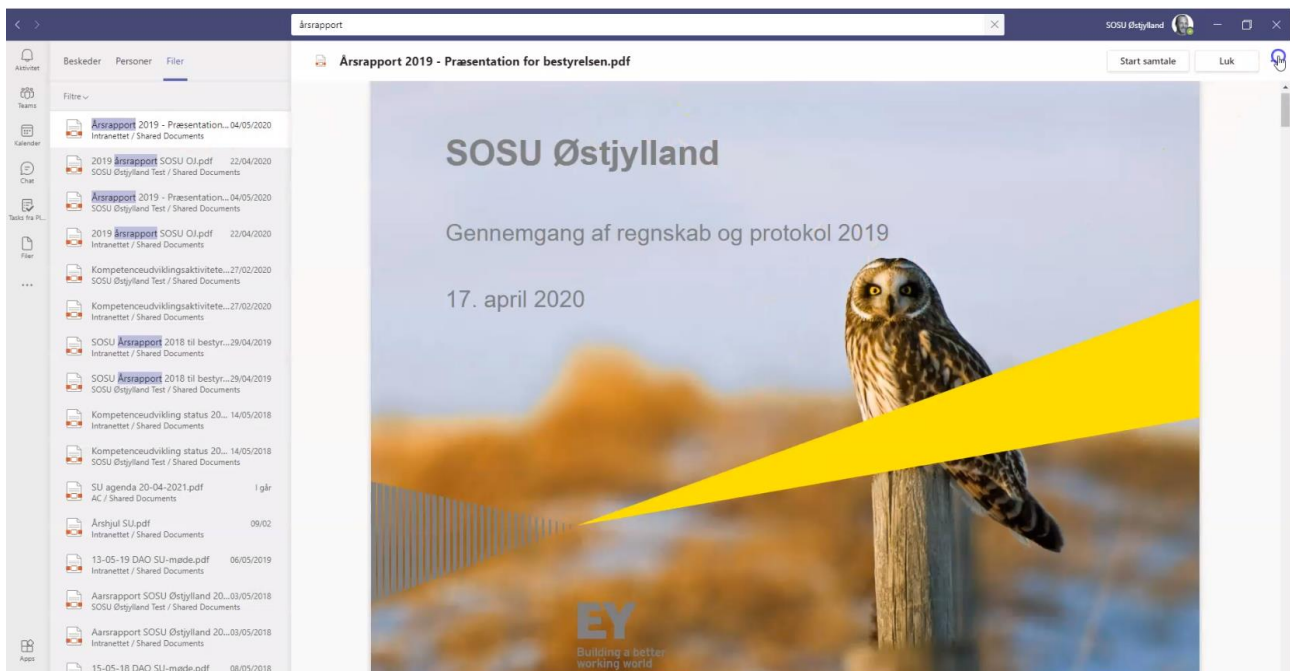 årsrapport
SOSU Østjylland
Aktivitet
Teams
Kalender
Chat
Tasks fra Pl...
Filer
Apps
Beskeder Personer Filer
Filtre
Årsrapport 2019 - Præsentation... 04/05/2020
Intranettet / Shared Documents
2019 årsrapport SOSU OJ.pdf 22/04/2020
SOSU Østjylland Test / Shared Documents
Årsrapport 2019 - Præsentation... 04/05/2020
SOSU Østjylland Test / Shared Documents
2019 årsrapport SOSU OJ.pdf 22/04/2020
Intranettet / Shared Documents
Kompetenceudviklingsaktivitete... 27/02/2020
SOSU Østjylland Test / Shared Documents
Kompetenceudviklingsaktivitete... 27/02/2020
Intranettet / Shared Documents
SOSU Årsrapport 2018 til bestyr... 29/04/2019
Intranettet / Shared Documents
SOSU Årsrapport 2018 til bestyr... 29/04/2019
SOSU Østjylland Test / Shared Documents
Kompetenceudvikling status 20... 14/05/2018
Intranettet / Shared Documents
Kompetenceudvikling status 20... 14/05/2018
SOSU Østjylland Test / Shared Documents
SU agenda 20-04-2021.pdf I går
AC / Shared Documents
Årshjul SU.pdf 09/02
Intranettet / Shared Documents
13-05-19 DAO SU-møde.pdf 06/05/2019
Intranettet / Shared Documents
Aarsrapport SOSU Østjylland 20... 03/05/2018
SOSU Østjylland Test / Shared Documents
Aarsrapport SOSU Østjylland 20... 03/05/2018
Intranettet / Shared Documents
15-05-18 DAO SU-møde.pdf 08/05/2018
Årsrapport 2019 - Præsentation for bestyrelsen.pdf
Start samtale Luk
SOSU Østjylland
Gennemgang af regnskab og protokol 2019
17. april 2020
EY
Building a better
working world